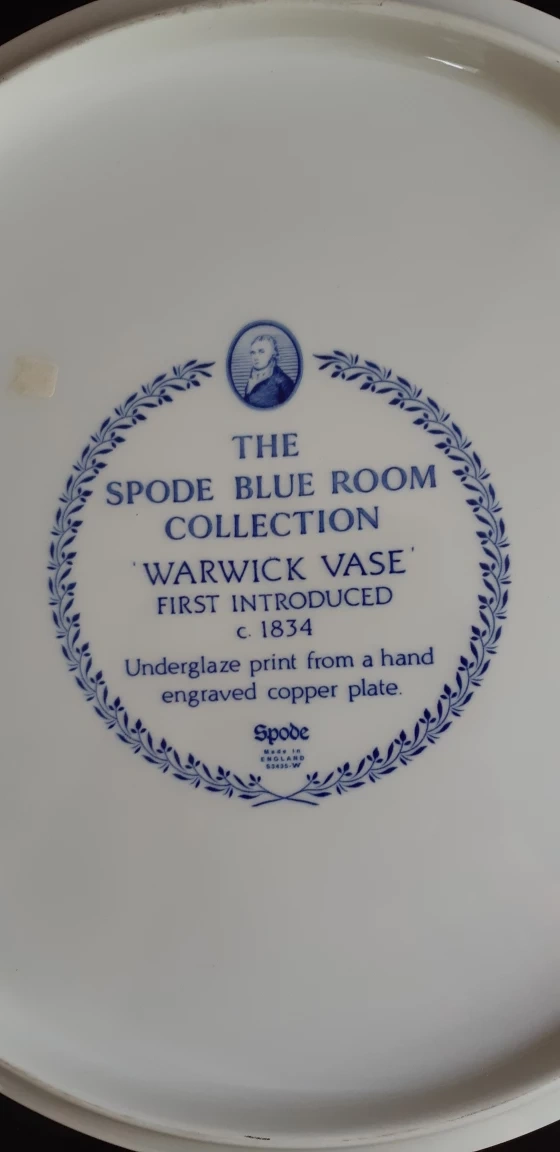 THE
SPODE BLUE ROOM
COLLECTION
'WARWICK VASE'
FIRST INTRODUCED
c. 1834
Underglaze print from a hand
engraved copper plate.
Spode
Made in
ENGLAND
S3435-W